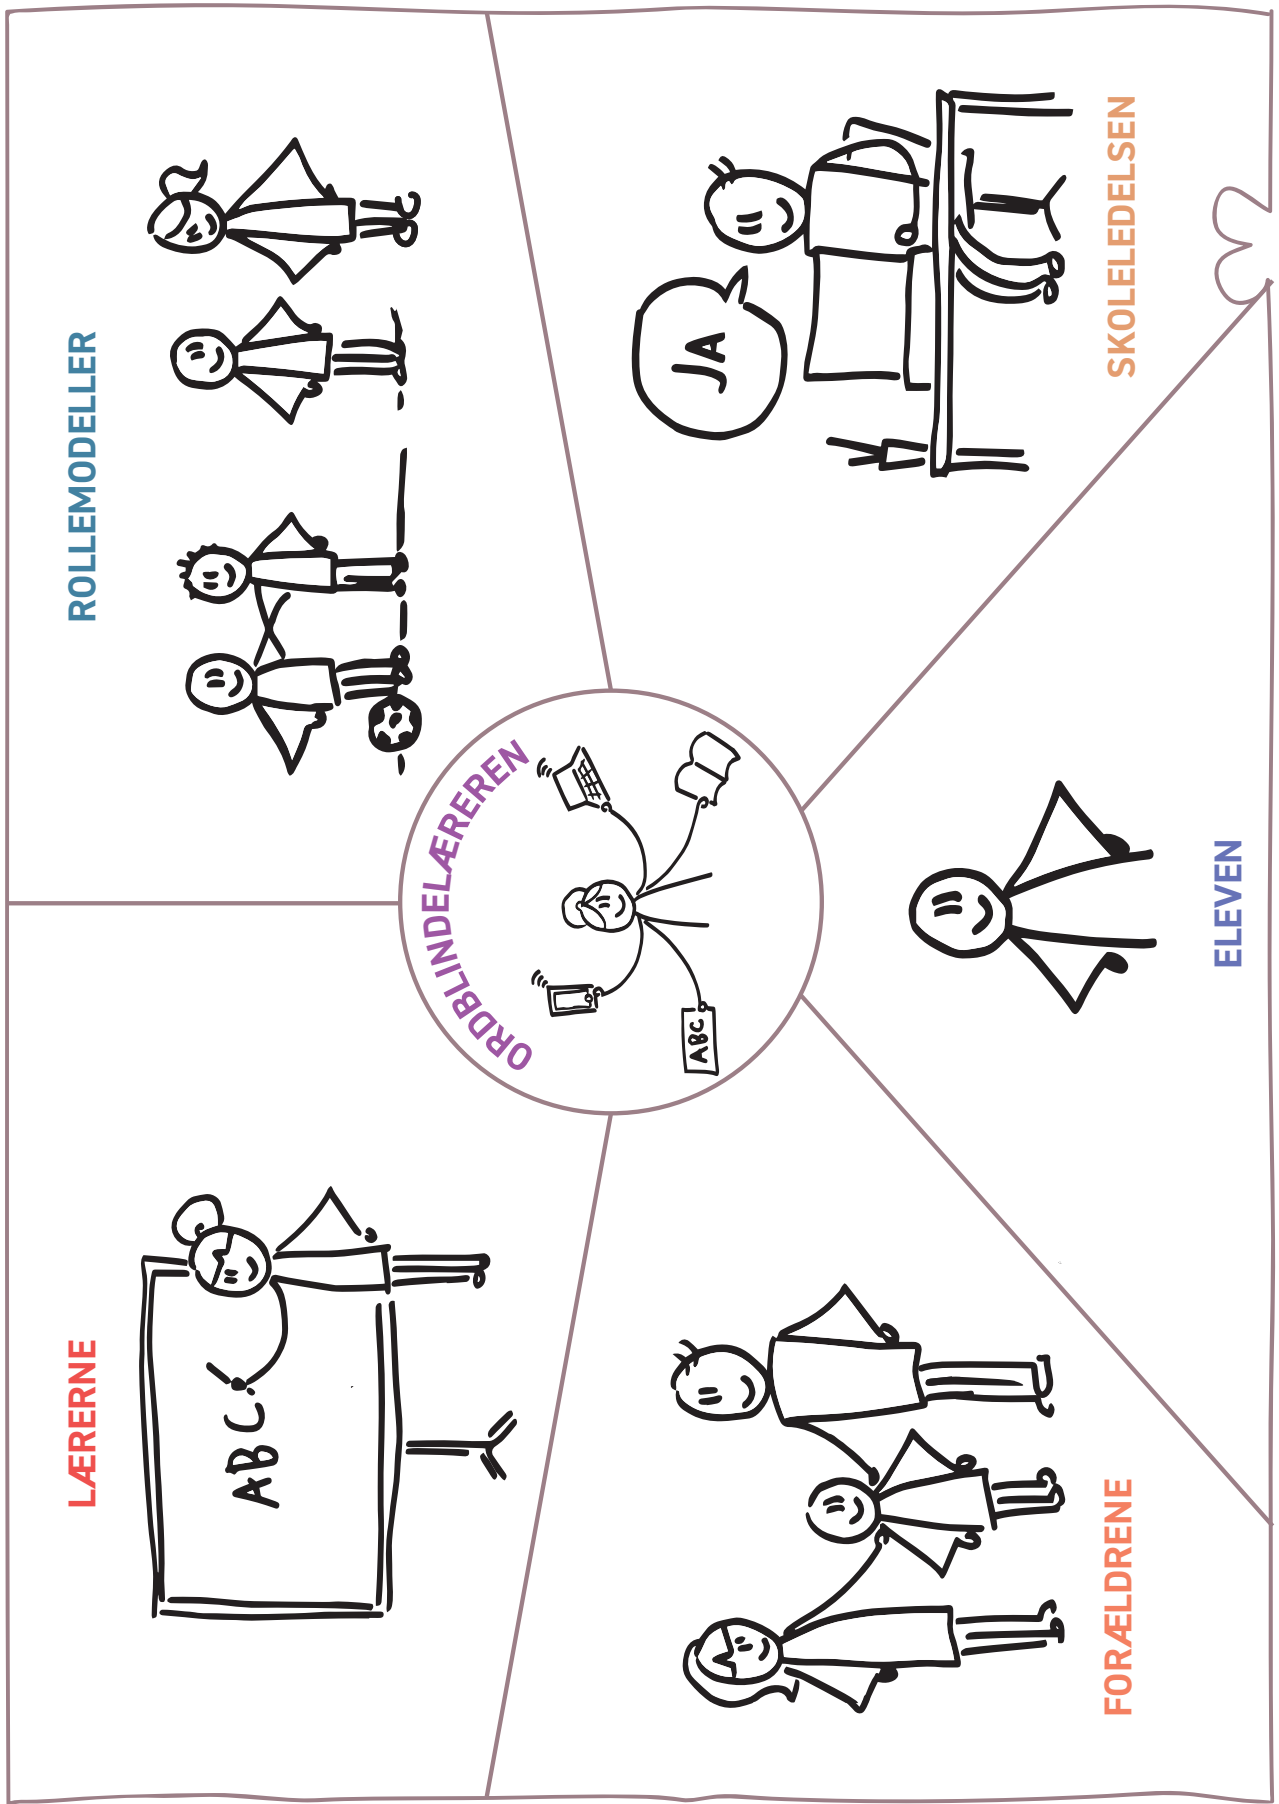 LÆRERNE
ABC
ROLLEMODELLER
ORDBLINDELÆREREN
ABC
JA
FORÆLDRENE
ELEVEN
SKOLELEDELSEN